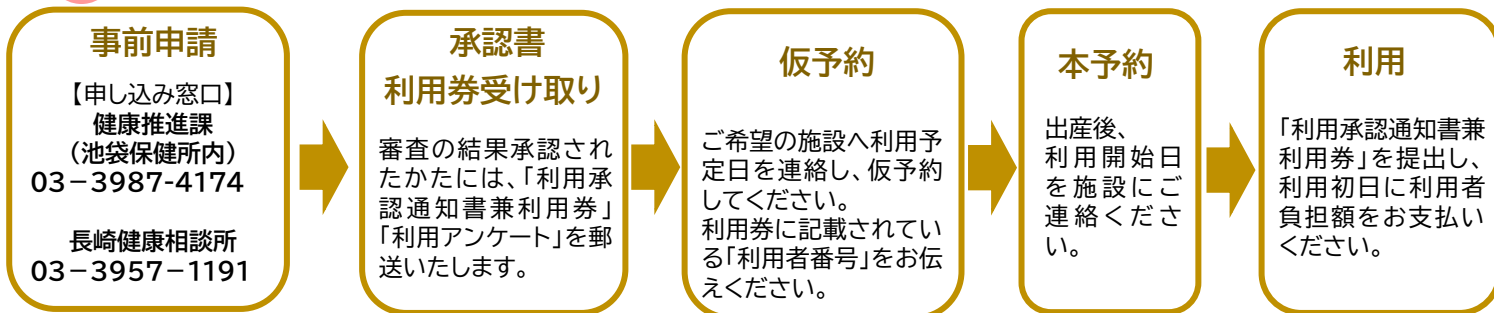 事前申請
【申し込み窓口】
健康推進課
(池袋保健所内)
03-3987-4174
長崎健康相談所
03-3957-1191
承認書
利用券受け取り
審査の結果承認され
たかたには、「利用承
認通知書兼利用券」
「利用アンケート」を郵
送いたします。
仮予約
ご希望の施設へ利用予
定日を連絡し、仮予約
してください。
利用券に記載されてい
る「利用者番号」をお伝
えください。
本予約
出産後、
利用開始日
を施設にご
連絡くださ
い。
利用
「利用承認通知書兼
利用券」を提出し、
利用初日に利用者
負担額をお支払い
ください。